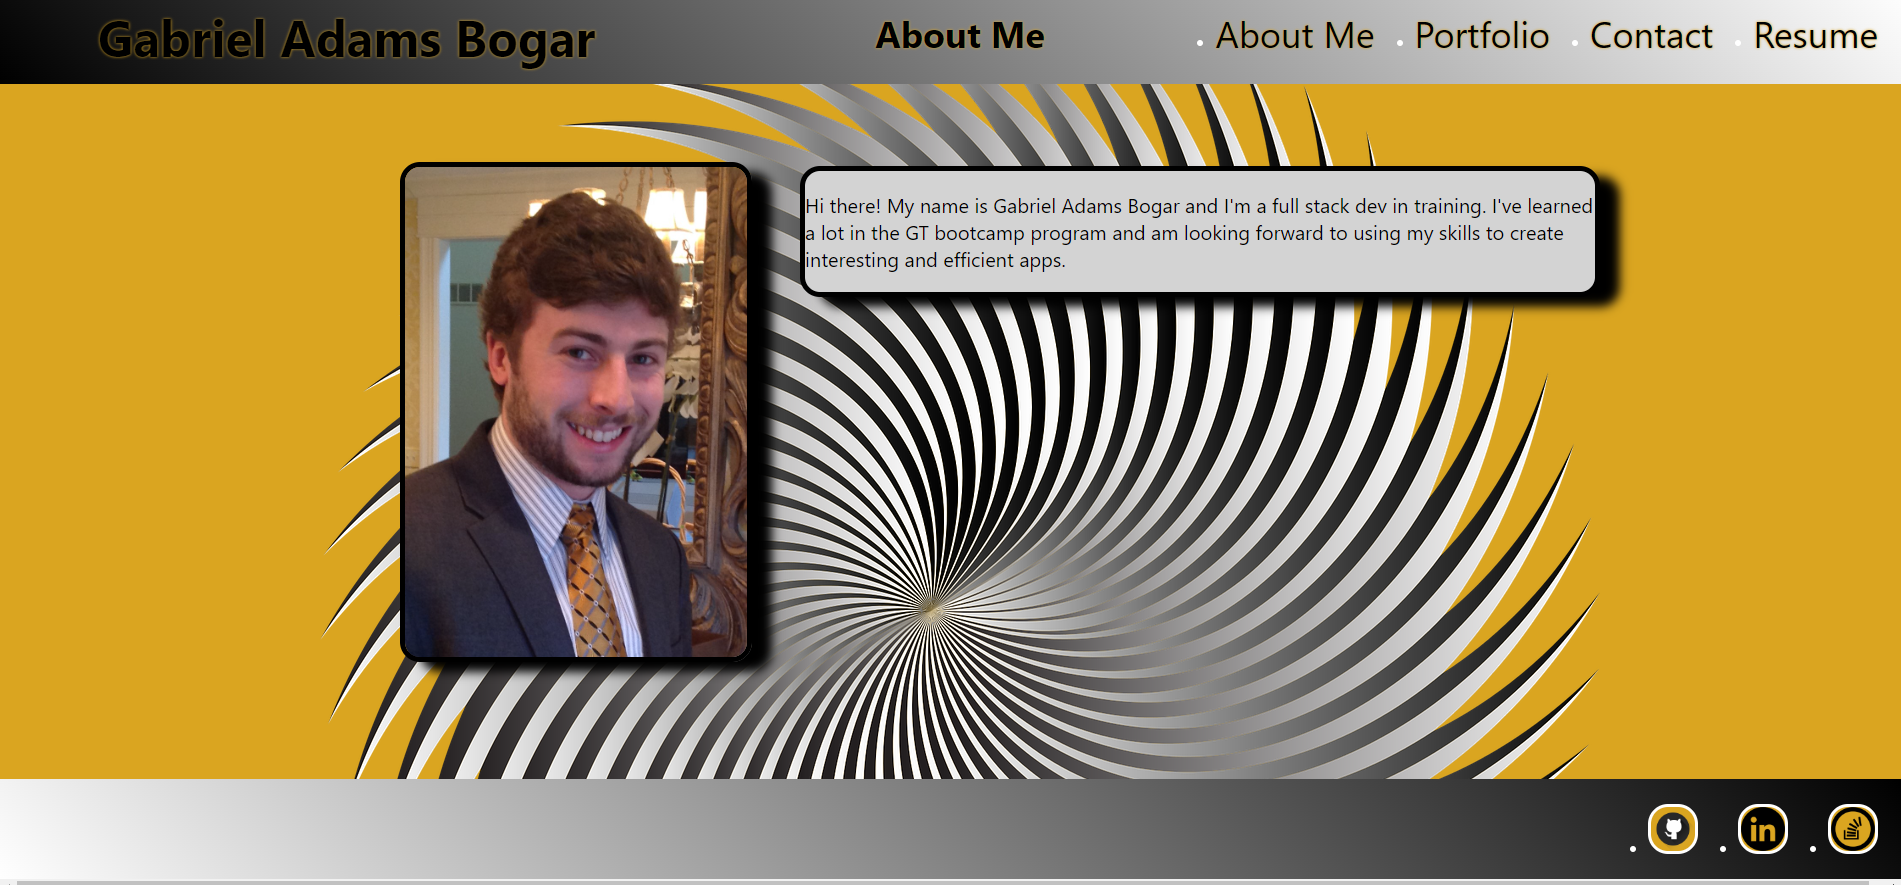 Gabriel Adams Bogar
About Me
About Me
Portfolio
Contact
Resume
Hi there! My name is Gabriel Adams Bogar and I'm a full stack dev in training. I've learned
a lot in the GT bootcamp program and am looking forward to using my skills to create
interesting and efficient apps.
in